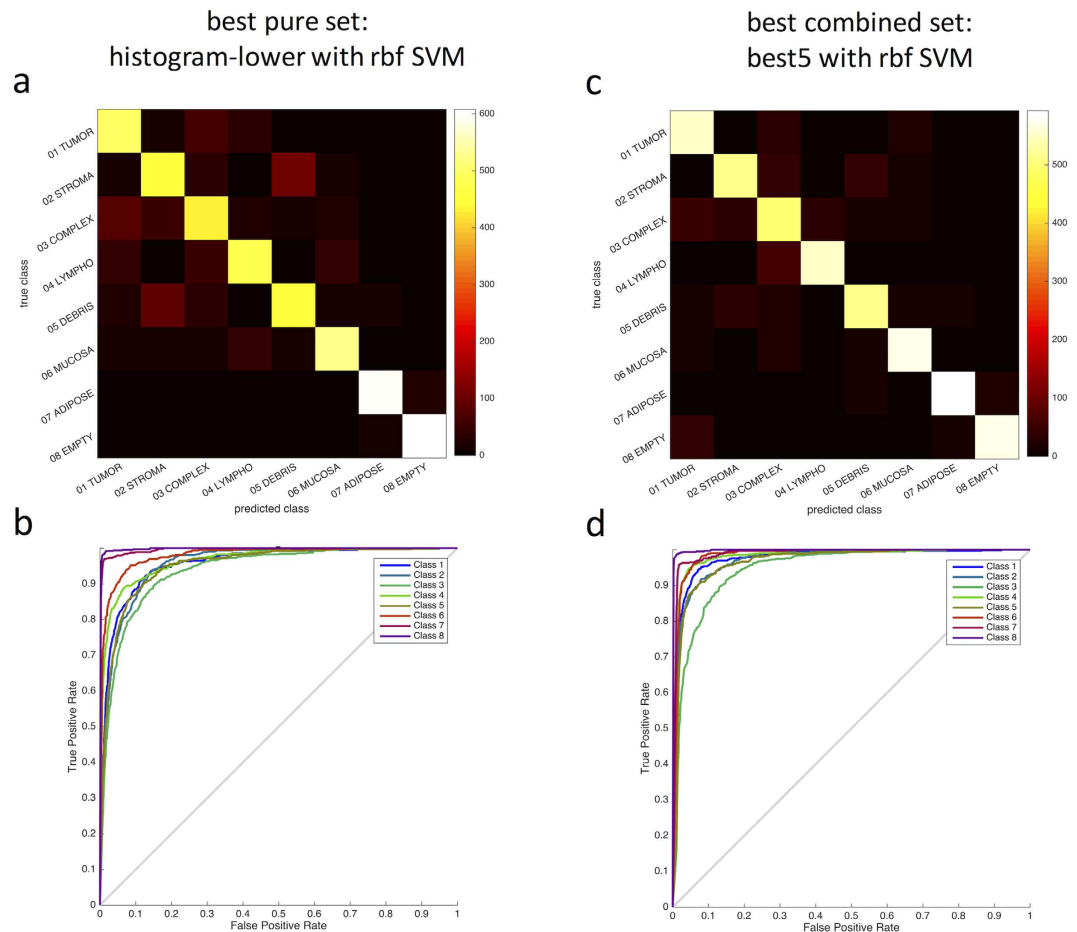 best pure set:
histogram-lower with rbf SVM
a
01 TUMOR
02 STROMA
03 COMPLEX
04 LYMPHO
05 DEBRIS
06 MUCOSA
07 ADIPOSE
08 EMPTY
true class
01 TUMOR
02 STROMA
03 COMPLEX
04 LYMPHO
05 DEBRIS
06 MUCOSA
07 ADIPOSE
08 EMPTY
predicted class
600
500
400
300
200
100
0
b
0.9
0.8
0.7
0.6
0.5
0.4
0.3
0.2
0.1
0
True Positive Rate
Class 1
Class 2
Class 3
Class 4
Class 5
Class 6
Class 7
Class 8
0 0.1 0.2 0.3 0.4 0.5 0.6 0.7 0.8 0.9 1
False Positive Rate
best combined set:
best5 with rbf SVM
c
01 TUMOR
02 STROMA
03 COMPLEX
04 LYMPHO
05 DEBRIS
06 MUCOSA
07 ADIPOSE
08 EMPTY
true class
01 TUMOR
02 STROMA
03 COMPLEX
04 LYMPHO
05 DEBRIS
06 MUCOSA
07 ADIPOSE
08 EMPTY
predicted class
500
400
300
200
100
0
d
0.9
0.8
0.7
0.6
0.5
0.4
0.3
0.2
0.1
0
True Positive Rate
Class 1
Class 2
Class 3
Class 4
Class 5
Class 6
Class 7
Class 8
0 0.1 0.2 0.3 0.4 0.5 0.6 0.7 0.8 0.9 1
False Positive Rate